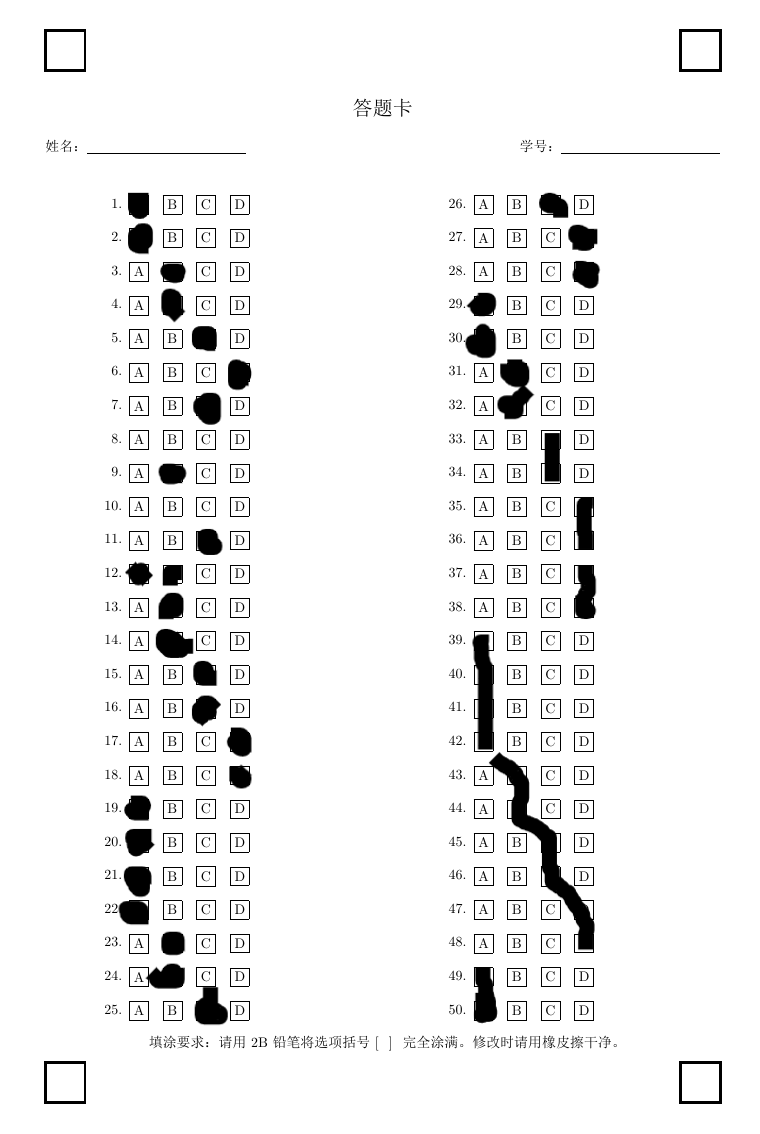 答题卡
姓名：
学号：
1. B C D
2. B C D
3. A C D
4. A C D
5. A B D
6. A B C
7. A B D
8. A B C D
9. A C D
10. A B C D
11. A B D
12. C D
13. A C D
14. A C D
15. A B D
16. A B D
17. A B C
18. A B C
19. B C D
20. B C D
21. B C D
22 B C D
23. A C D
24. A C D
25. A B D
26. A B D
27. A B C
28. A B C
29. B C D
30. B C D
31. A C D
32. A C D
33. A B D
34. A B D
35. A B C
36. A B C
37. A B C
38. A B C
39. B C D
40. B C D
41. B C D
42. B C D
43. A C D
44. A C D
45. A B D
46. A B D
47. A B C
48. A B C
49. B C D
50. B C D
填涂要求：请用 2B 铅笔将选项括号 [ ] 完全涂满。修改时请用橡皮擦干净。